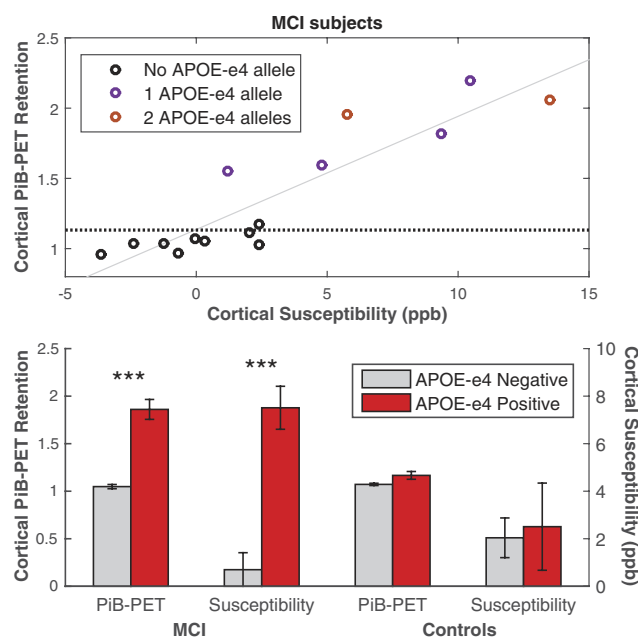 MCI subjects
Cortical PiB-PET Retention
2.5
2
1.5
1
No APOE-e4 allele
1 APOE-e4 allele
2 APOE-e4 alleles
-5 0 5 10 15
Cortical Susceptibility (ppb)
Cortical PiB-PET Retention
2.5
2
1.5
1
0.5
0
*** ***
APOE-e4 Negative
APOE-e4 Positive
10
8
6
4
2
0
Cortical Susceptibility (ppb)
PiB-PET Susceptibility PiB-PET Susceptibility
MCI Controls